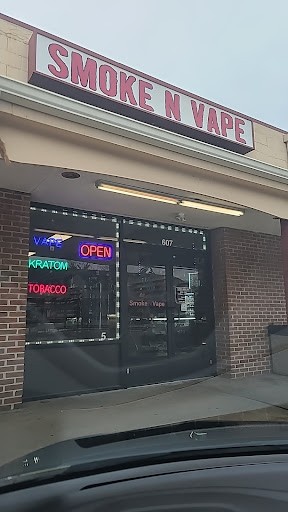 SMOKE N VAPE
607
VAPE
OPEN
KRATOM
TOBACCO
Smoke Vape
5